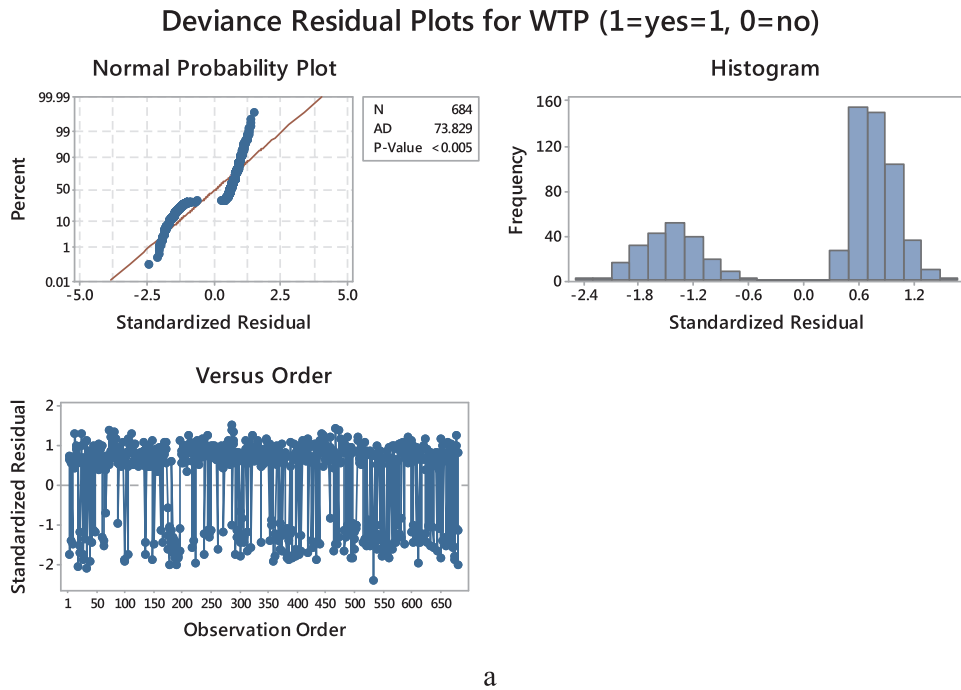 Deviance Residual Plots for WTP (1=yes=1, 0=no)
Normal Probability Plot
99.99
99
90
50
10
1
0.01
Percent
-5.0 -2.5 0.0 2.5 5.0
Standardized Residual
N 684
AD 73.829
P-Value <0.005
Histogram
160
120
80
40
0
Frequency
-2.4 -1.8 -1.2 -0.6 0.0 0.6 1.2
Standardized Residual
Versus Order
2
1
0
-1
-2
Standardized Residual
1 50 100 150 200 250 300 350 400 450 500 550 600 650
Observation Order
a